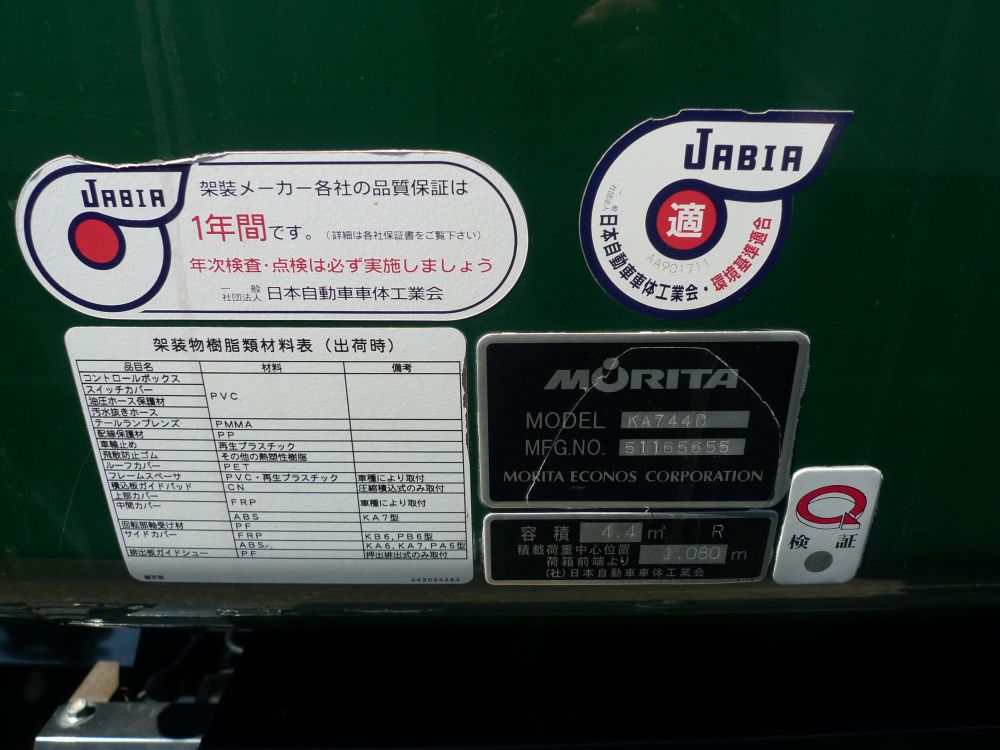 JABIA
架装メーカー各社の品質保証は
1年間です。（詳細は各社保証書をご覧下さい）
年次検査・点検は必ず実施しましょう
一般社団法人 日本自動車車体工業会
JABIA
適
AA901711
一般社団法人 日本自動車車体工業会・環境基準適合
架装物樹脂類材料表（出荷時）
品目名 材料 備考
コントロールボックス
スイッチカバー
油圧ホース保護材
汚水抜きホース
PVC
テールランプレンズ PMMA
配線保護材 PP
車輪止め 再生プラスチック
飛散防止ゴム その他の熱塑性樹脂
ルーフカバー PET
フレームスペーサ PVC・再生プラスチック 車種により取付
積込板ガイドパッド CN 圧縮積込式のみ取付
上部カバー
中間カバー FRP 車種により取付
ABS KA7型
回転部軸受け材 PF
サイドカバー FRP KB6,PB6型
ABS KA6,KA7,PA5型
排出板ガイドシュー PF 押出排出式のみ取付
443034464
MORITA
MODEL KA744D
MFG.NO. 51165655
MORITA ECONOS CORPORATION
容積 4.4 m³ R
積載荷重中心位置
荷箱前端より 1.080 m
(社)日本自動車車体工業会
検 証